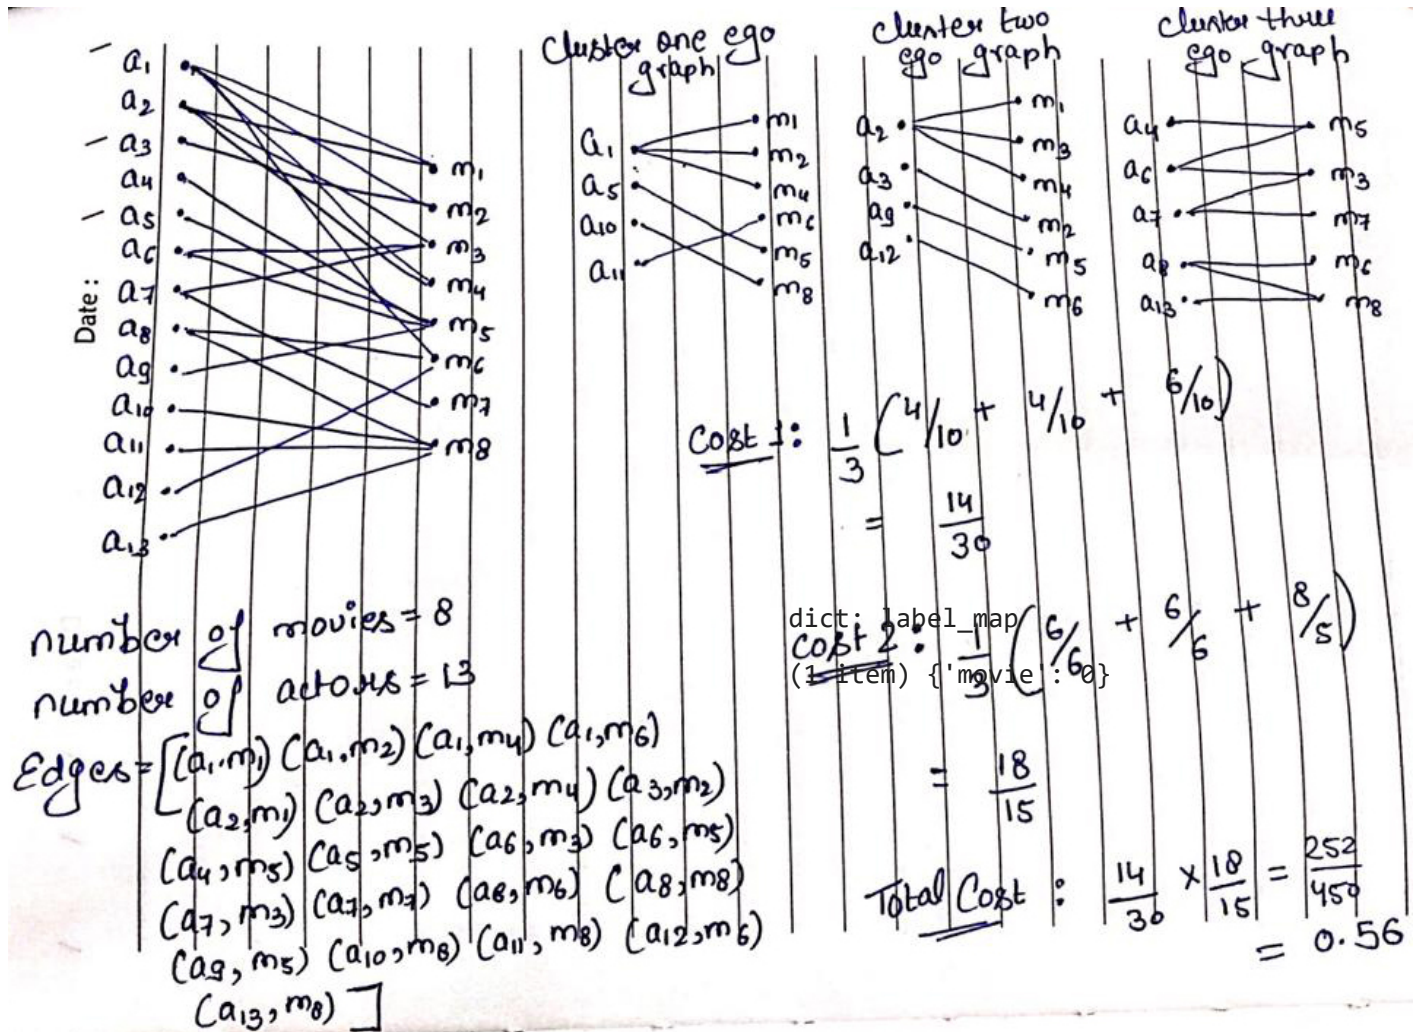 Date :
a1
a2
a3
a4
a5
a6
a7
a8
a9
a10
a11
a12
a13
m1
m2
m3
m4
m5
m6
m7
m8
cluster one ego
graph
a1
a5
a10
a11
m1
m2
m4
m6
m5
m8
cluster two
ego graph
a2
a3
a9
a12
m1
m3
m4
m2
m5
m6
cluster three
ego graph
a4
a6
a7
a8
a13
m5
m3
m7
m6
m8
Cost 1: 1/3 (4/10 + 4/10 + 6/10)
= 14/30
dict: label_map
(1 item) {'movie': 0}
Cost 2: 1/3 (6/6 + 6/6 + 8/5)
= 18/15
Total Cost : 14/30 × 18/15 = 252/450
= 0.56
number of movies = 8
number of actors = 13
Edges = [(a1,m1) (a1,m2) (a1,m4) (a1,m6)
(a2,m1) (a2,m3) (a2,m4) (a3,m2)
(a4,m5) (a5,m5) (a6,m3) (a6,m5)
(a7,m3) (a7,m7) (a8,m6) (a8,m8)
(a9,m5) (a10,m8) (a11,m8) (a12,m6)
(a13,m8)]